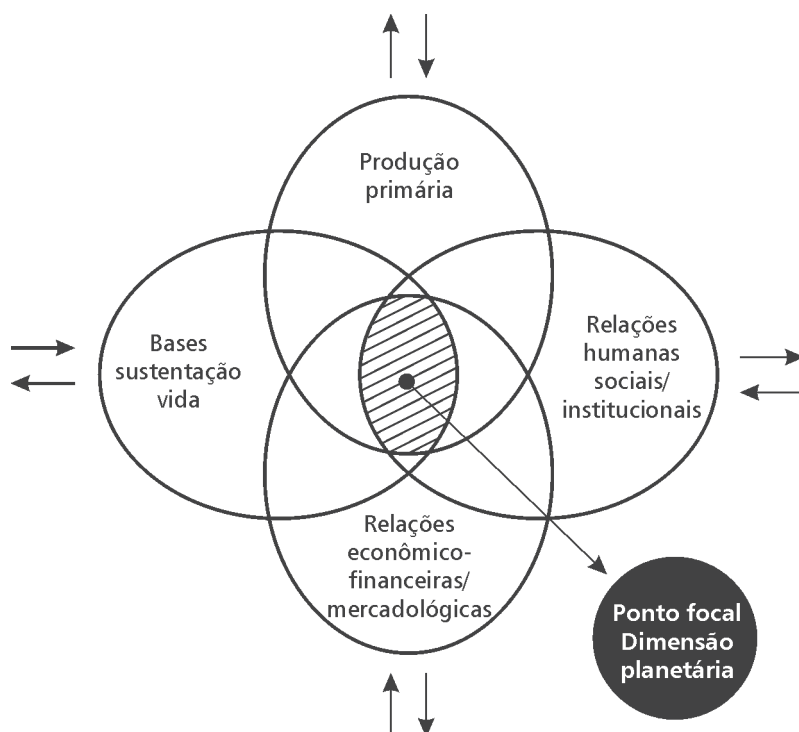 Produção
primária
Bases
sustentação
vida
Relações
humanas
sociais/
institucionais
Relações
econômico-
financeiras/
mercadológicas
Ponto focal
Dimensão
planetária